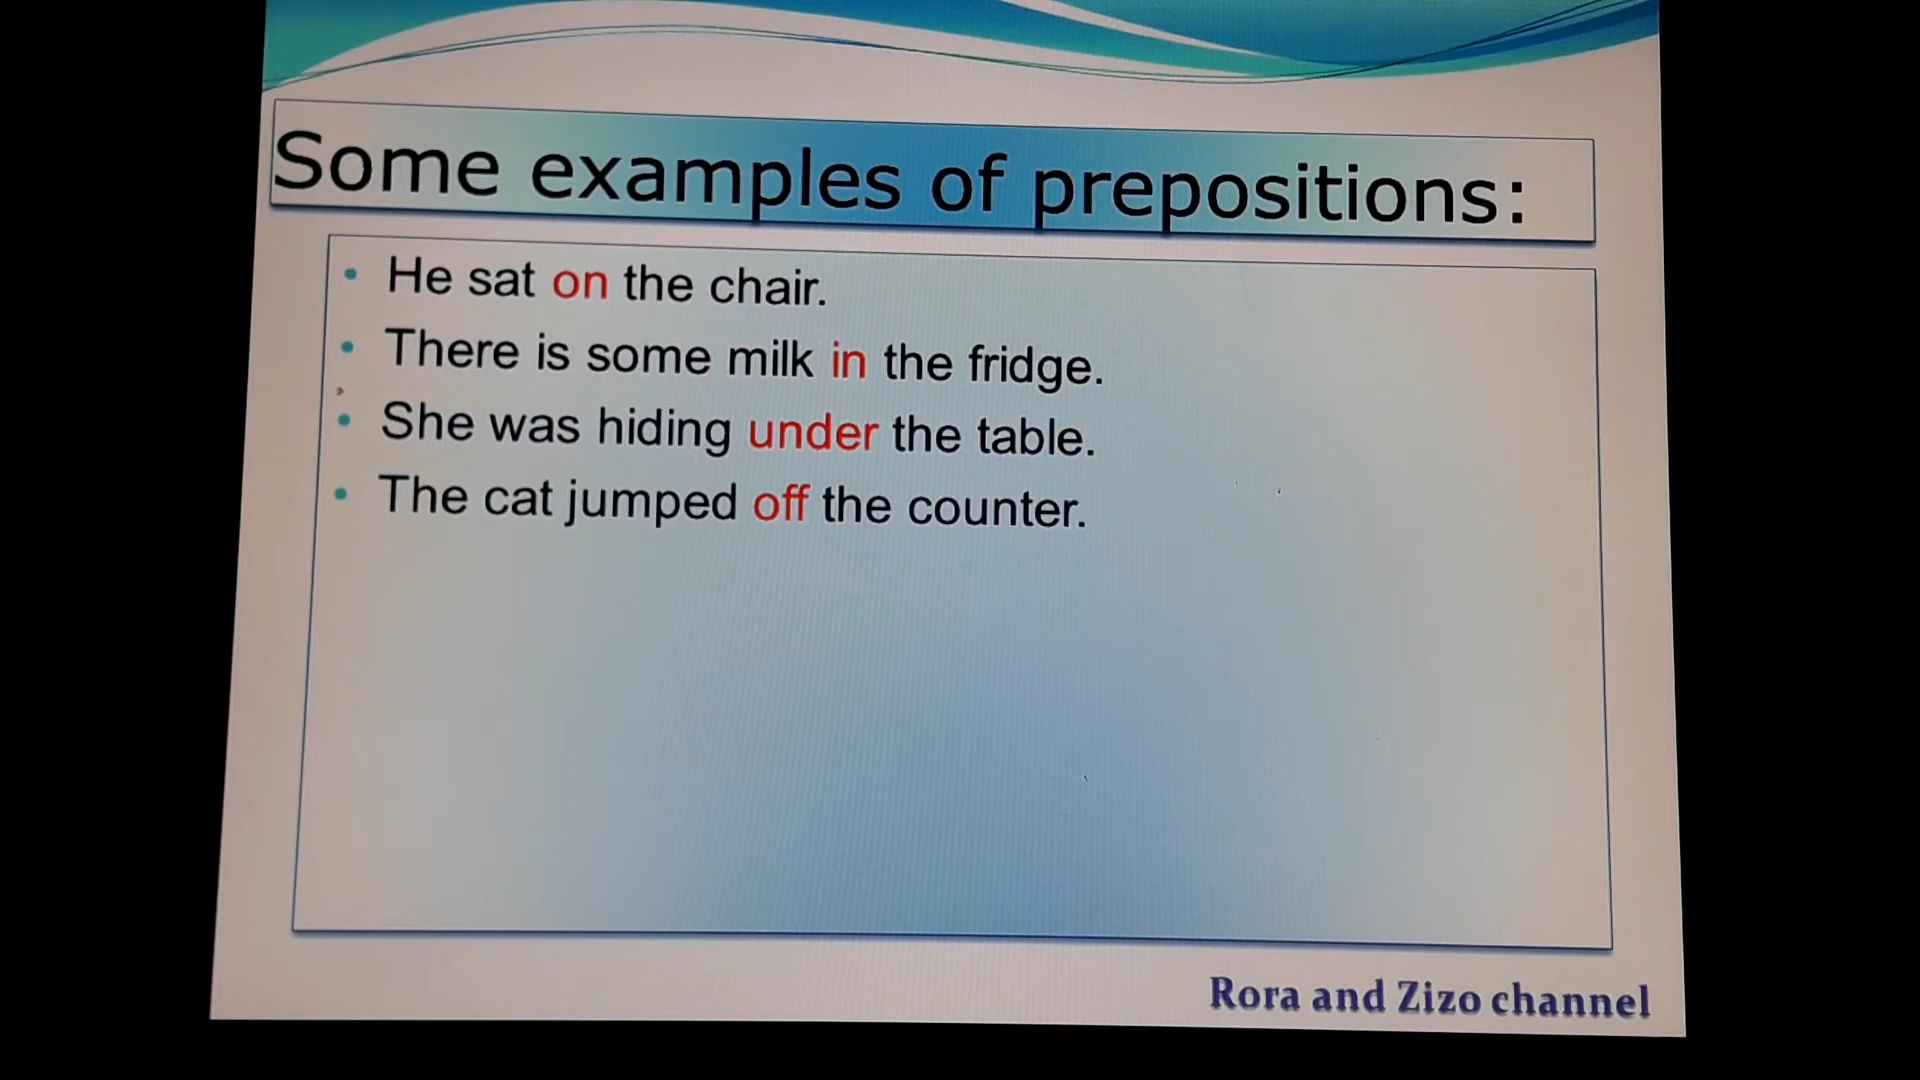 Some examples of prepositions:
• He sat on the chair.
• There is some milk in the fridge.
• She was hiding under the table.
• The cat jumped off the counter.
Rora and Zizo channel